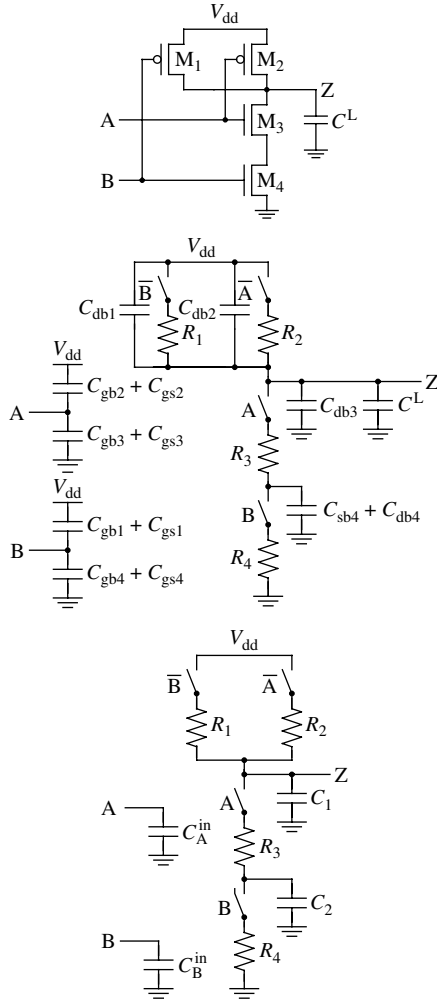 V_dd
M_1 M_2
Z
A M_3 C^L
B M_4
V_dd
C_db1 B̅ C_db2 A̅
R_1 R_2
V_dd
C_gb2 + C_gs2
Z
A A C_db3 C^L
C_gb3 + C_gs3
R_3
V_dd
C_gb1 + C_gs1
B C_sb4 + C_db4
B
C_gb4 + C_gs4
R_4
V_dd
B̅ A̅
R_1 R_2
Z
A A C_1
C_A^in
R_3
B C_2
B
C_B^in
R_4